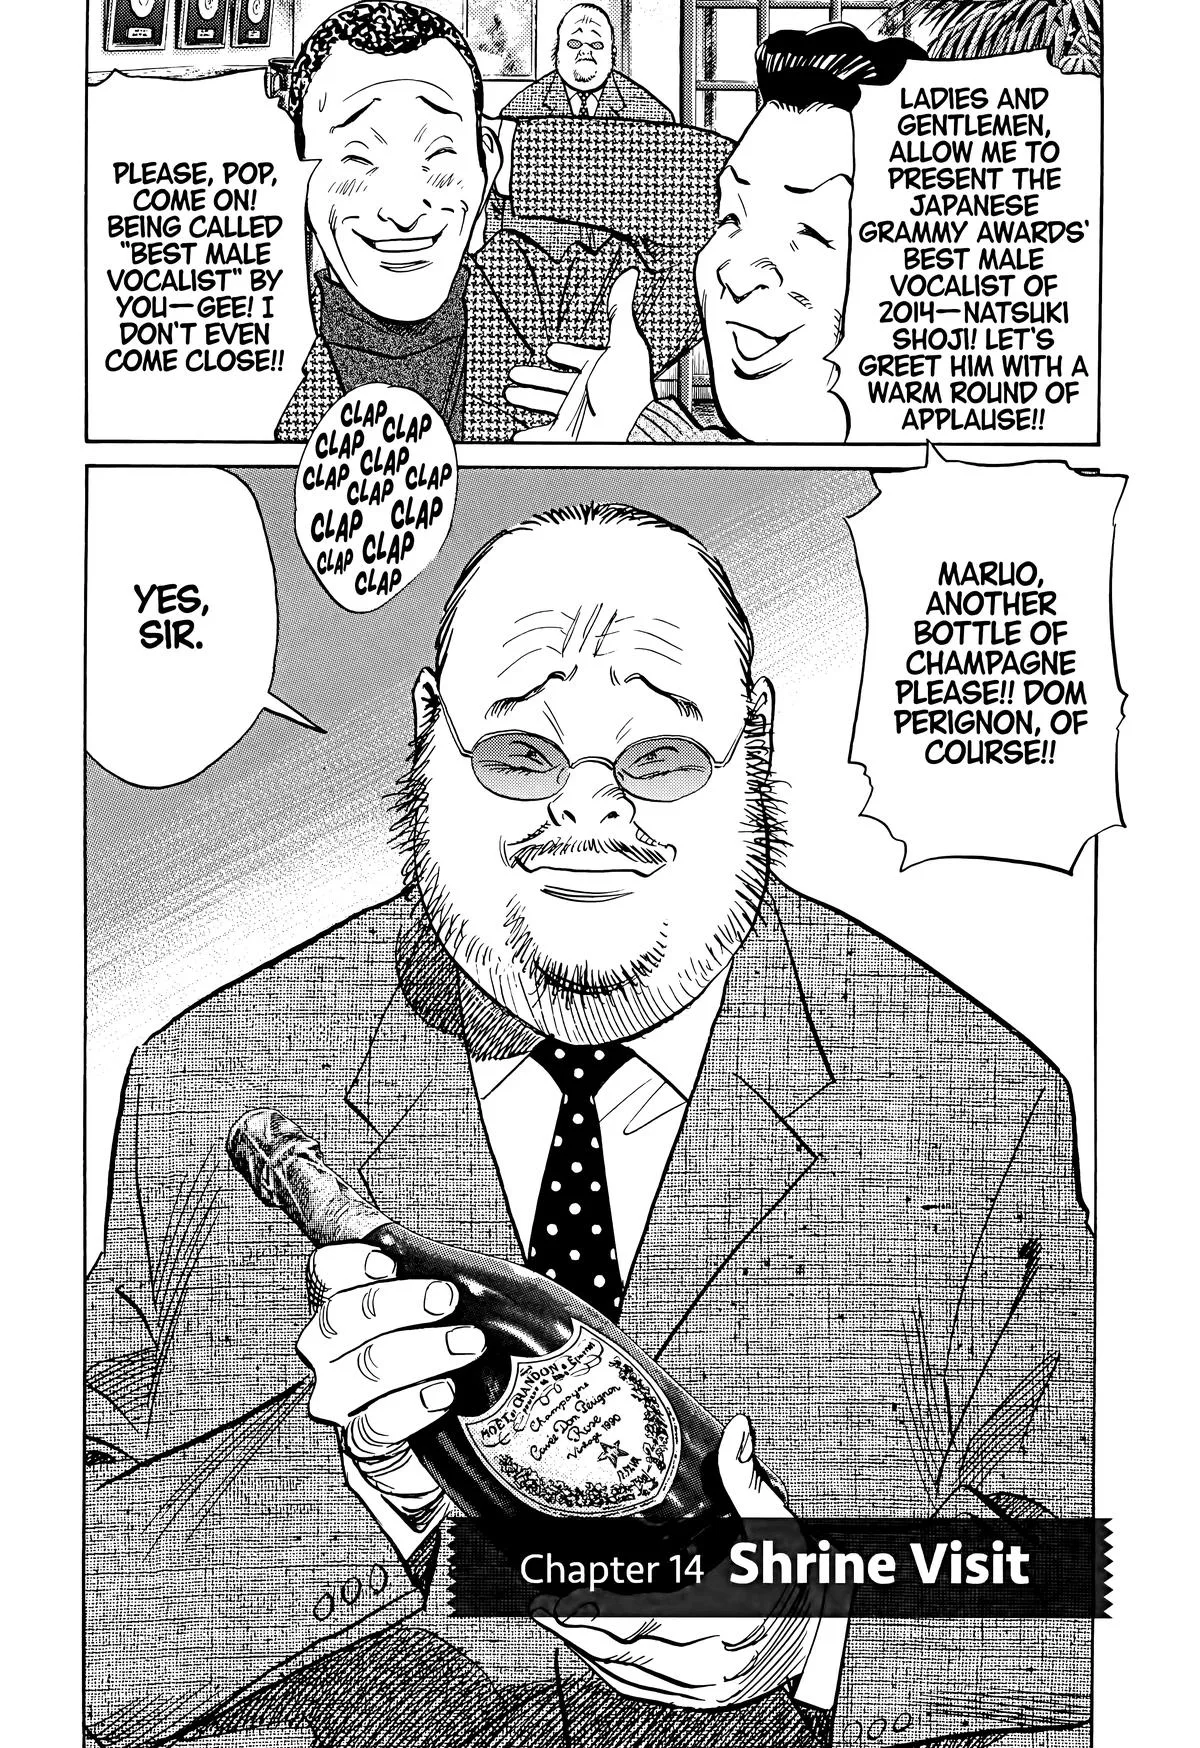 LADIES AND
GENTLEMEN,
ALLOW ME TO
PRESENT THE
JAPANESE
GRAMMY AWARDS'
BEST MALE
VOCALIST OF
2014—NATSUKI
SHOJI! LET'S
GREET HIM WITH A
WARM ROUND OF
APPLAUSE!!
PLEASE, POP,
COME ON!
BEING CALLED
"BEST MALE
VOCALIST" BY
YOU—GEE! I
DON'T EVEN
COME CLOSE!!
CLAP
CLAP CLAP
CLAP CLAP CLAP
CLAP
CLAP CLAP
CLAP CLAP
CLAP
MARUO,
ANOTHER
BOTTLE OF
CHAMPAGNE
PLEASE!! DOM
PERIGNON, OF
COURSE!!
YES,
SIR.
MOËT & CHANDON
Champagne
Cuvée Dom Pérignon
Rose
Vintage 1990
Chapter 14 Shrine Visit